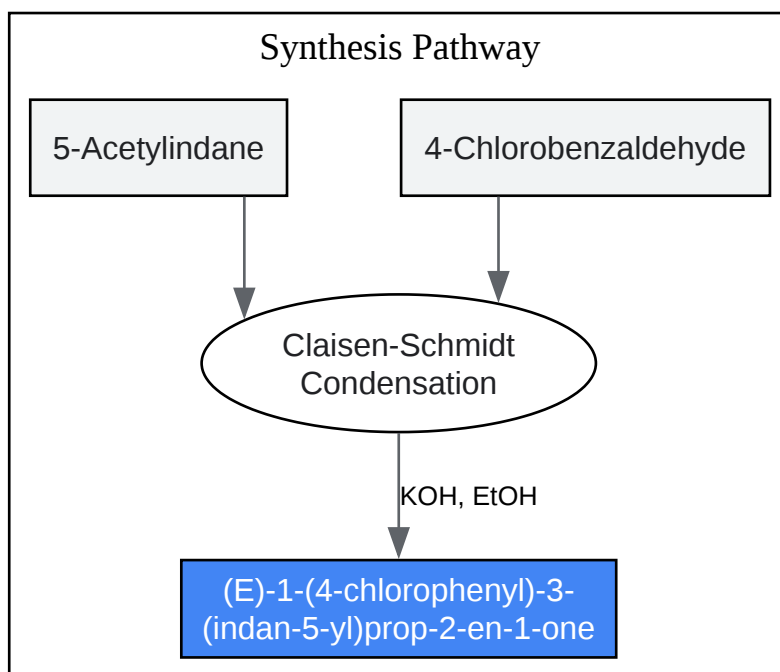 Synthesis Pathway
5-Acetylindane
4-Chlorobenzaldehyde
Claisen-Schmidt
Condensation
KOH, EtOH
(E)-1-(4-chlorophenyl)-3-
(indan-5-yl)prop-2-en-1-one